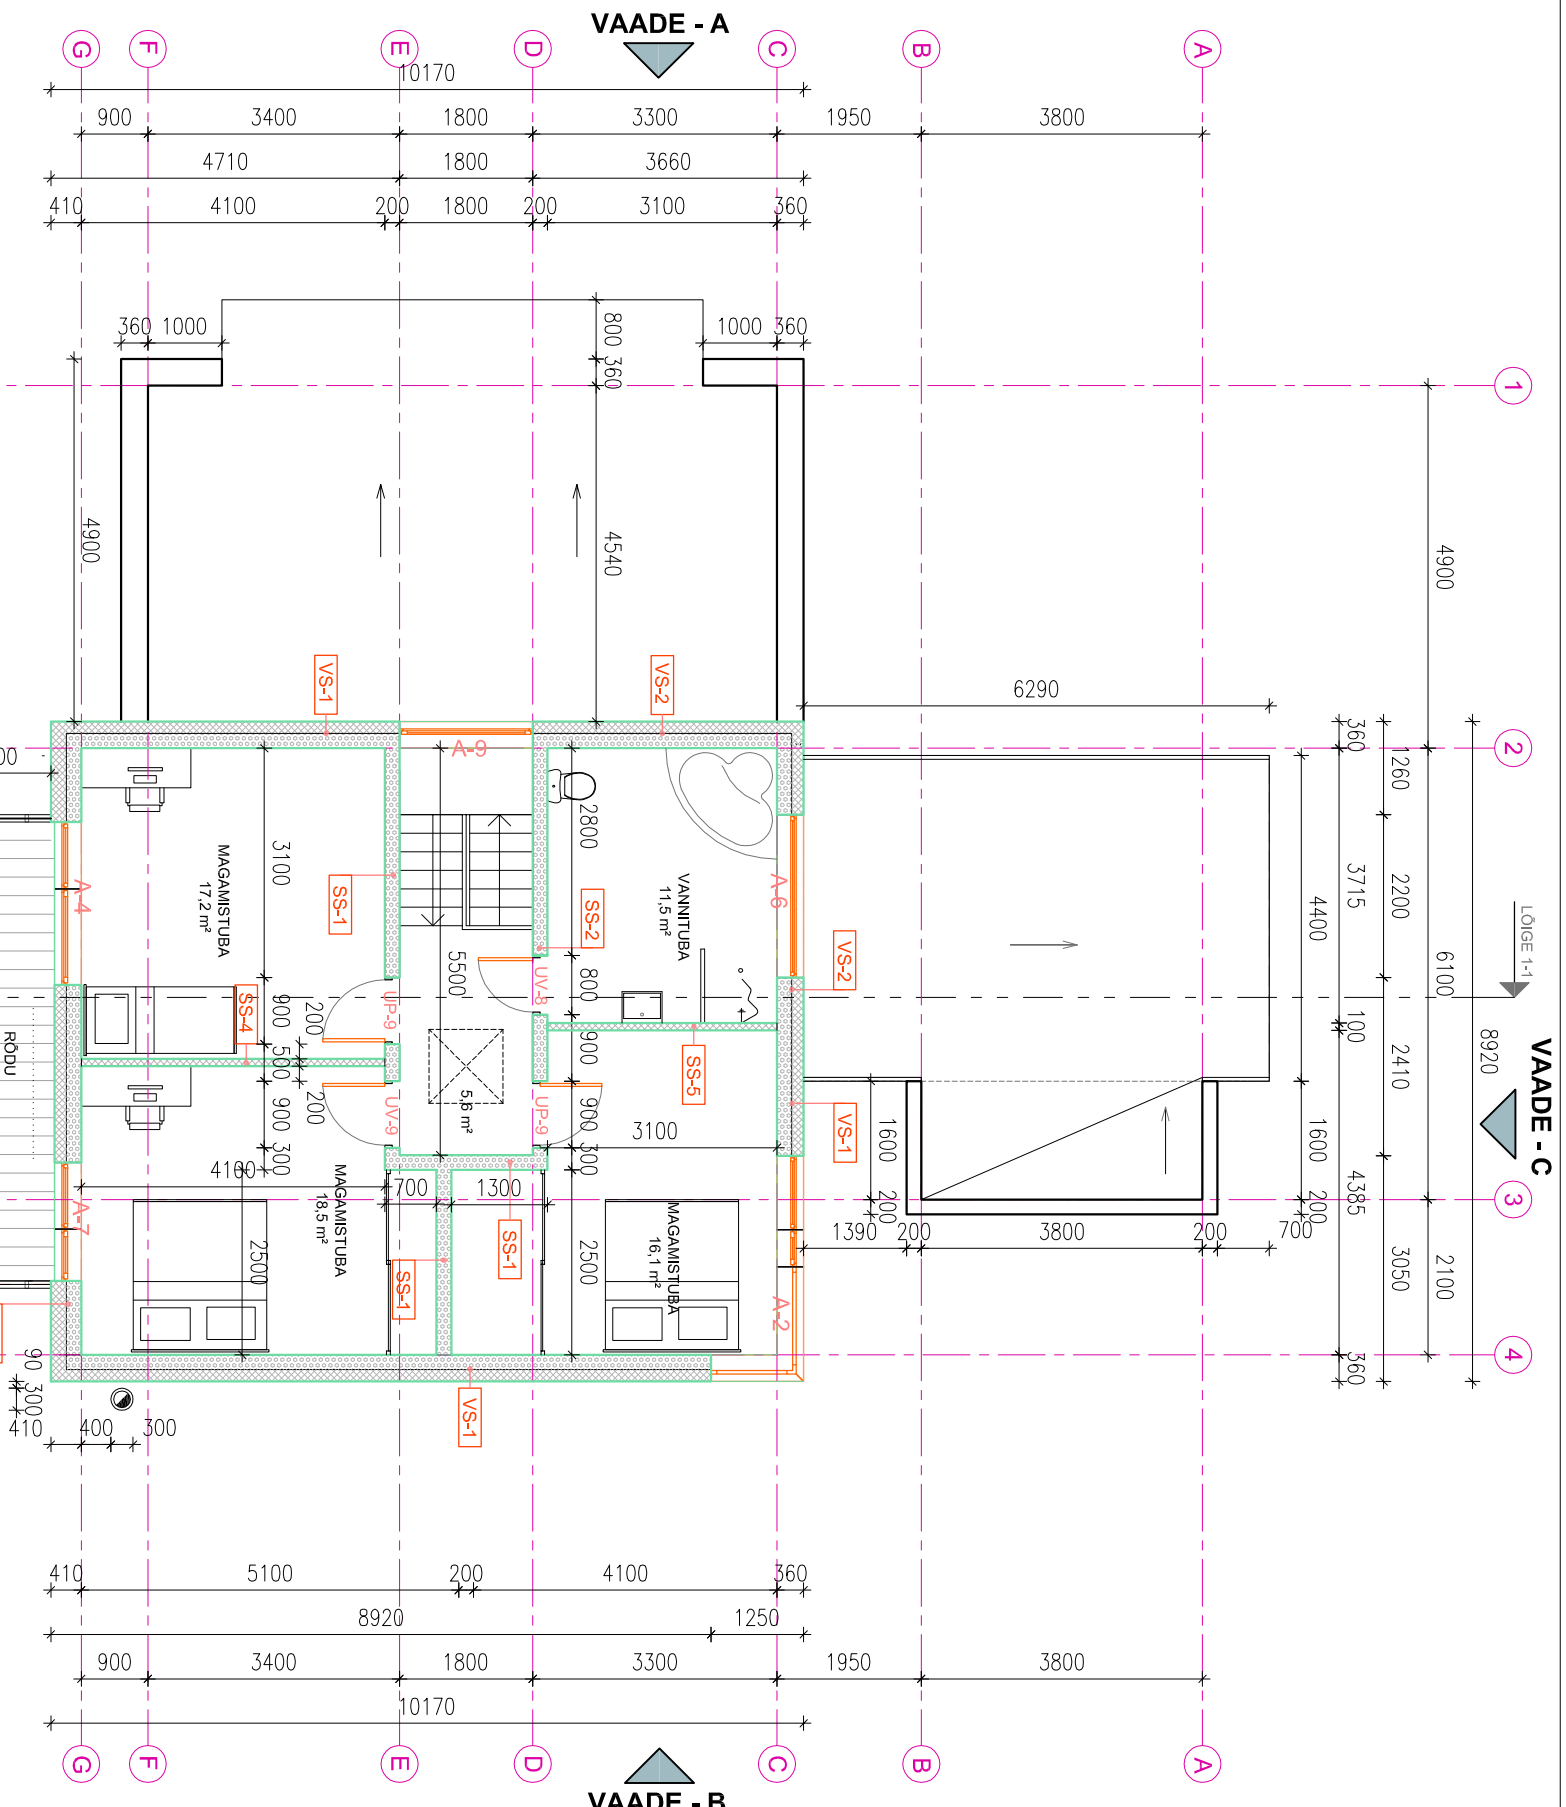 VAADE - A
G F E D C B A
10170
900 3400 1800 3300 1950 3800
4710 1800 3660
410 4100 200 1800 200 3100 360
360 1000
800
360
1000 360
1
4900
4540
4900
VS-1
VS-2
6290
A-9
360
2
1260
MAGAMISTUBA
17,2 m²
3100
SS-1
2800
SS-2
VANNITUBA
11,5 m²
A-6
A-4
VS-2
4400
3715
2200
6100
LÕIGE 1-1
5500
UV-8
800
UP-9
900
200
SS-4
500
200
900
300
900
900
300
SS-5
100
2410
8920
VAADE - C
RÕDU
5,6 m²
UV-9
UP-9
3100
VS-1
1600
200
1600
200
4385
3
4100
700
1300
MAGAMISTUBA
18,5 m²
A-7
SS-1
SS-1
2500
2500
MAGAMISTUBA
16,1 m²
A-2
1390 200 3800 200 700
3050
2100
4
360
90
300
VS-1
410 400 300
410 5100 200 4100 360
8920 1250
900 3400 1800 3300 1950 3800
10170
G F E D C B A
VAADE - B